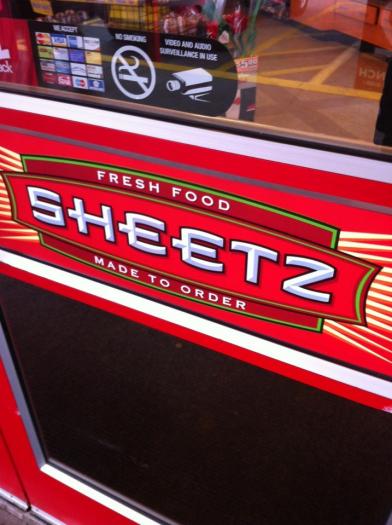 WE ACCEPT
NO SMOKING
VIDEO AND AUDIO
SURVEILLANCE IN USE
FRESH FOOD
SHEETZ
MADE TO ORDER